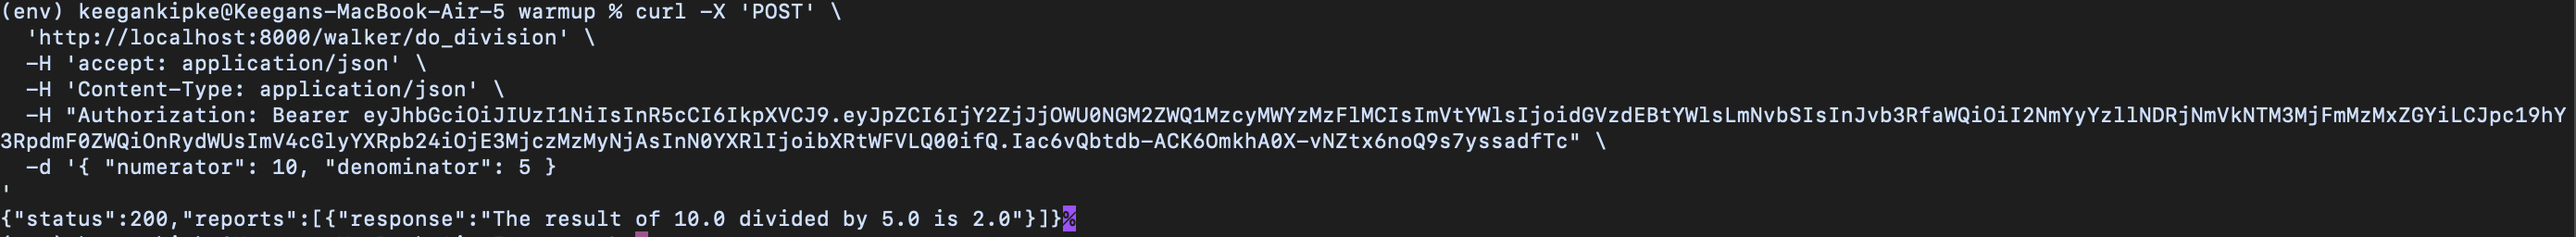 (env) keegankipke@Keegans-MacBook-Air-5 warmup % curl -X 'POST' \
  'http://localhost:8000/walker/do_division' \
  -H 'accept: application/json' \
  -H 'Content-Type: application/json' \
  -H "Authorization: Bearer eyJhbGciOiJIUzI1NiIsInR5cCI6IkpXVCJ9.eyJpZCI6IjY2ZjJjOWU0NGM2ZWQ1MzcyMWYzMzFlMCIsImVtYWlsIjoidGVzdEBtYWlsLmNvbSIsInJvb3RfaWQiOiI2NmYyYzllNDRjNmVkNTM3MjFmMzMxZGYiLCJpc19hY
3RpdmF0ZWQiOnRydWUsImV4cGlyYXRpb24iOjE3MjczMzMyNjAsInN0YXRlIjoibXRtWFVLQ00ifQ.Iac6vQbtdb-ACK6OmkhA0X-vNZtx6noQ9s7yssadfTc" \
  -d '{ "numerator": 10, "denominator": 5 }
'
{"status":200,"reports":[{"response":"The result of 10.0 divided by 5.0 is 2.0"}]}%